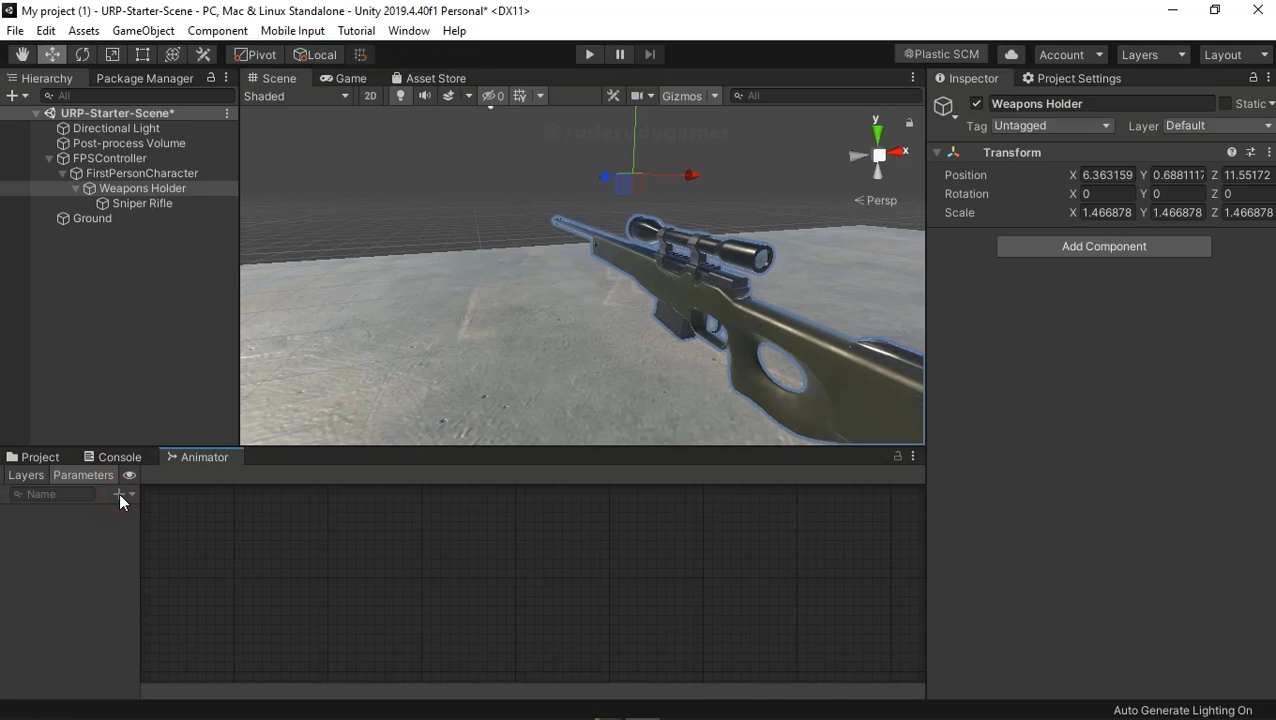 My project (1) - URP-Starter-Scene - PC, Mac & Linux Standalone - Unity 2019.4.40f1 Personal* <DX11>
File Edit Assets GameObject Component Mobile Input Tutorial Window Help
Pivot Local Plastic SCM Account Layers Layout
Hierarchy Package Manager Scene Game Asset Store Inspector Project Settings
All Shaded 2D 0 Gizmos All Weapons Holder Static
Tag Untagged Layer Default
URP-Starter-Scene*
Directional Light
Post-process Volume
FPSController
FirstPersonCharacter
Weapons Holder
Sniper Rifle
Ground
@ruderudygamer
y
x
Persp
Transform
Position X 6.363159 Y 0.6881117 Z 11.55172
Rotation X 0 Y 0 Z 0
Scale X 1.466878 Y 1.466878 Z 1.466878
Add Component
Project Console Animator
Layers Parameters
Name
Auto Generate Lighting On